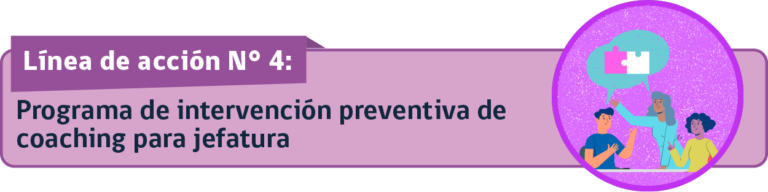 Línea de acción N° 4:
Programa de intervención preventiva de
coaching para jefatura